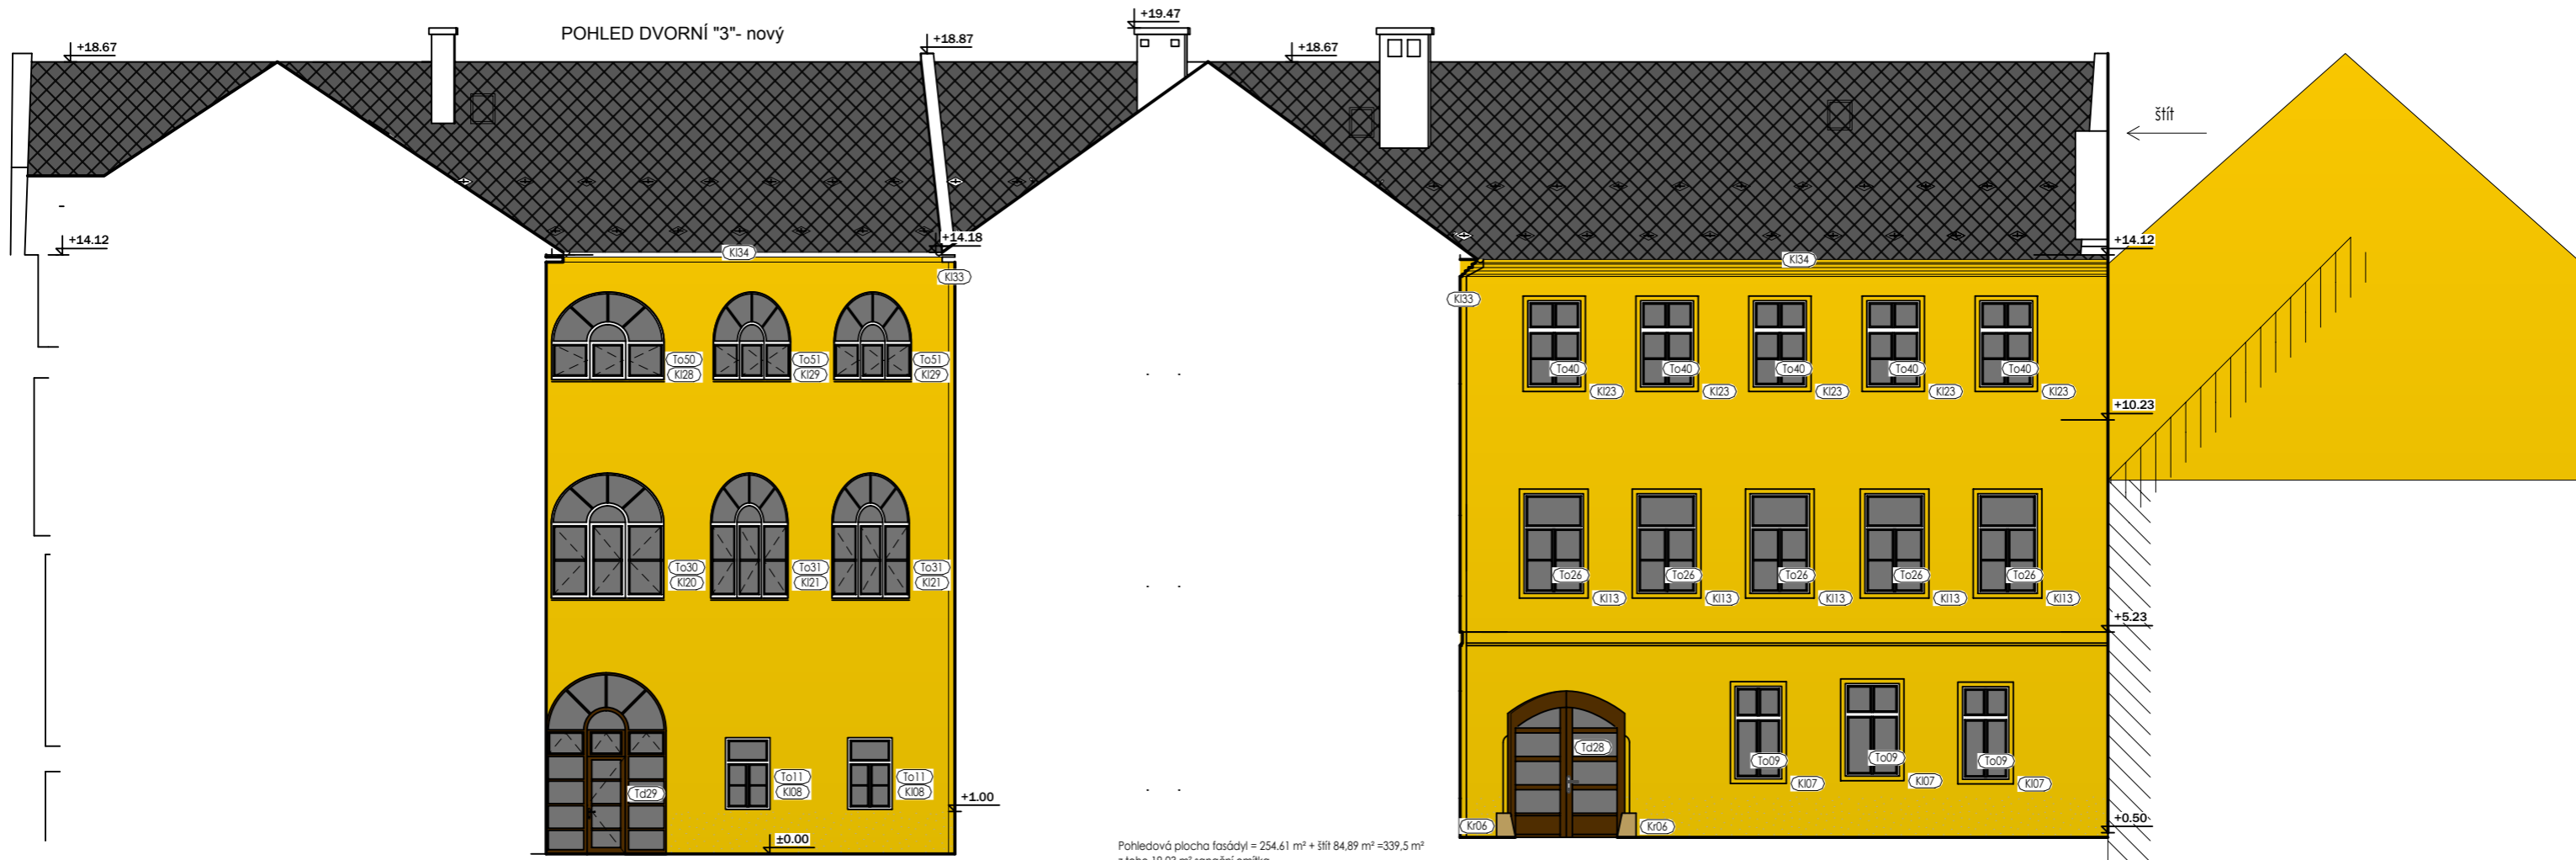 POHLED DVORNÍ "3"- nový
+19.47
+18.67
+18.87
+18.67
štít
+14.12
+14.18
+14.12
Kl34
Kl33
Kl34
Kl33
To50
Kl28
To51
Kl29
To51
Kl29
To40
To40
To40
To40
To40
Kl23
Kl23
Kl23
Kl23
Kl23
+10.23
To30
Kl20
To31
Kl21
To31
Kl21
To26
To26
To26
To26
To26
Kl13
Kl13
Kl13
Kl13
Kl13
+5.23
Td28
To09
To09
To09
Kl07
Kl07
Kl07
To11
Kl08
To11
Kl08
Td29
+1.00
+0.50
Kr06
Kr06
±0.00
Pohledová plocha fasádyl = 254.61 m² + štít 84,89 m² =339,5 m²